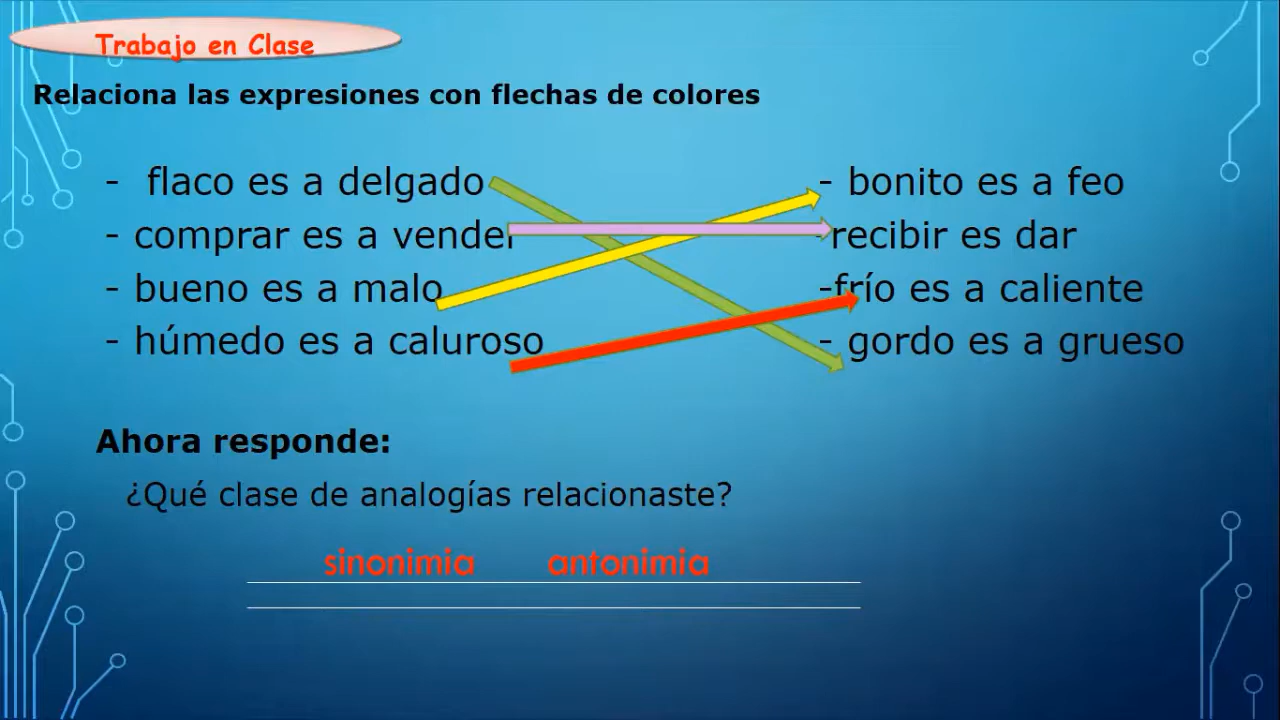 Trabajo en Clase
Relaciona las expresiones con flechas de colores
- flaco es a delgado - bonito es a feo
- comprar es a vender - recibir es dar
- bueno es a malo -frío es a caliente
- húmedo es a caluroso - gordo es a grueso
Ahora responde:
¿Qué clase de analogías relacionaste?
sinonimia antonimia